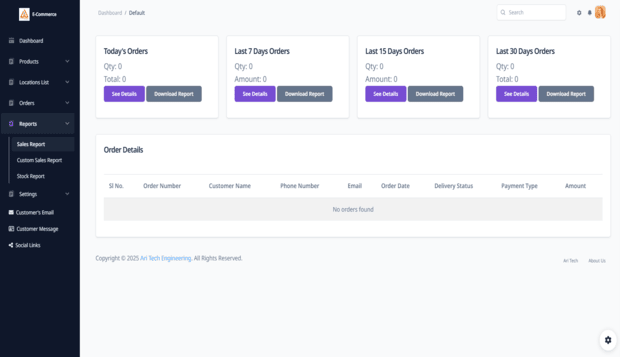 E-Commerce
Dashboard / Default
Search
Dashboard
Products
Locations List
Orders
Reports
Sales Report
Custom Sales Report
Stock Report
Settings
Customer's Email
Customer Message
Social Links
Today's Orders
Qty: 0
Total: 0
See Details Download Report
Last 7 Days Orders
Qty: 0
Amount: 0
See Details Download Report
Last 15 Days Orders
Qty: 0
Amount: 0
See Details Download Report
Last 30 Days Orders
Qty: 0
Total: 0
See Details Download Report
Order Details
Sl No. Order Number Customer Name Phone Number Email Order Date Delivery Status Payment Type Amount
No orders found
Copyright © 2025 Ari Tech Engineering. All Rights Reserved.
Ari Tech About Us